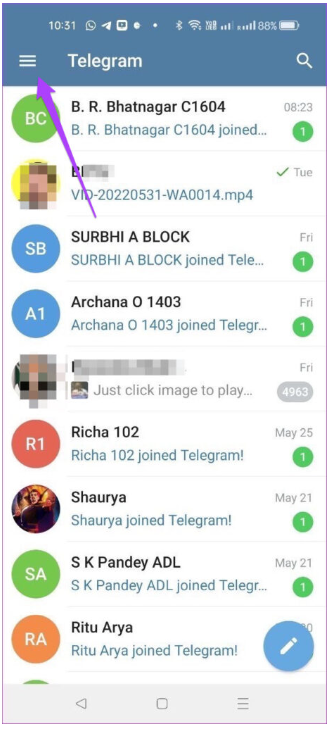 10:31 88%
Telegram
BC
B. R. Bhatnagar C1604 08:23
B. R. Bhatnagar C1604 joined... 1
Tue
VID-20220531-WA0014.mp4
SB
SURBHI A BLOCK Fri
SURBHI A BLOCK joined Tele... 1
A1
Archana O 1403 Fri
Archana O 1403 joined Telegr... 1
Fri
Just click image to play... 4963
R1
Richa 102 May 25
Richa 102 joined Telegram! 1
Shaurya May 21
Shaurya joined Telegram! 1
SA
S K Pandey ADL May 21
S K Pandey ADL joined Telegr... 1
RA
Ritu Arya
Ritu Arya joined Telegram!